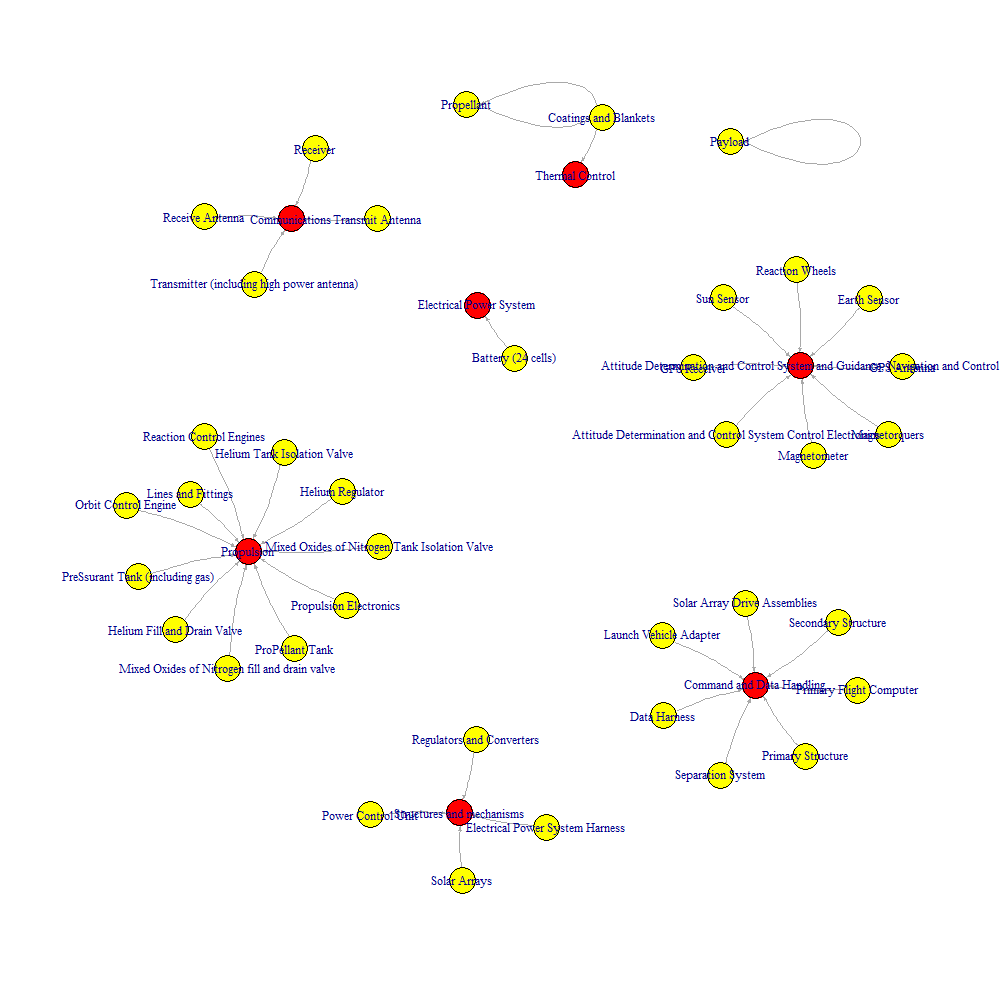 Propellant
Coatings and Blankets
Payload
Receiver
Thermal Control
Receive Antenna
Communications
Transmit Antenna
Transmitter (including high power antenna)
Reaction Wheels
Sun Sensor
Earth Sensor
Electrical Power System
Battery (24 cells)
Attitude Determination and Control System and Guidance Navigation and Control
GPS Receiver
GPS Antenna
Attitude Determination and Control System Control Electronics
Magnetorquers
Magnetometer
Reaction Control Engines
Helium Tank Isolation Valve
Lines and Fittings
Helium Regulator
Orbit Control Engine
Propulsion
Mixed Oxides of Nitrogen Tank Isolation Valve
PreSsurant Tank (including gas)
Propulsion Electronics
Helium Fill and Drain Valve
ProPellant Tank
Mixed Oxides of Nitrogen fill and drain valve
Solar Array Drive Assemblies
Secondary Structure
Launch Vehicle Adapter
Command and Data Handling
Primary Flight Computer
Data Harness
Primary Structure
Separation System
Regulators and Converters
Power Control Unit
Structures and mechanisms
Electrical Power System Harness
Solar Arrays